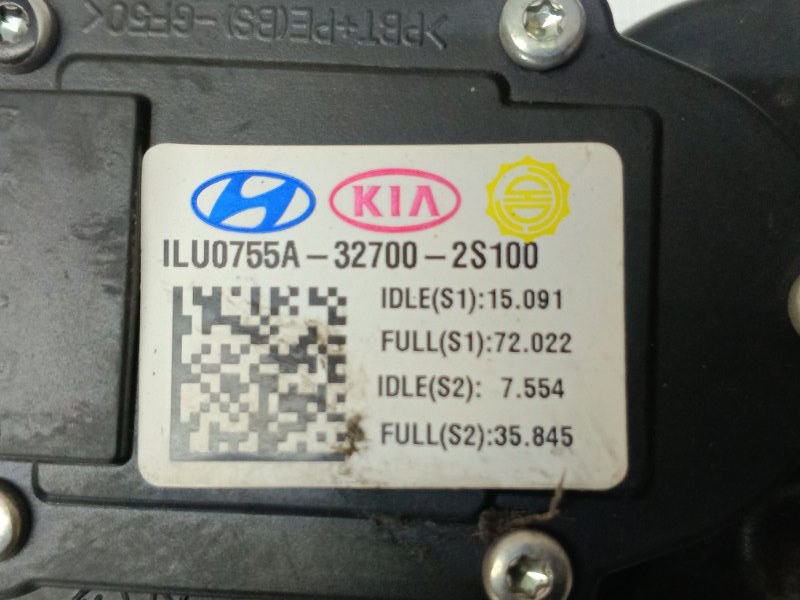 >PBT+PE(BS)-GF50<
KIA
ILU0755A-32700-2S100
IDLE(S1):15.091
FULL(S1):72.022
IDLE(S2): 7.554
FULL(S2):35.845